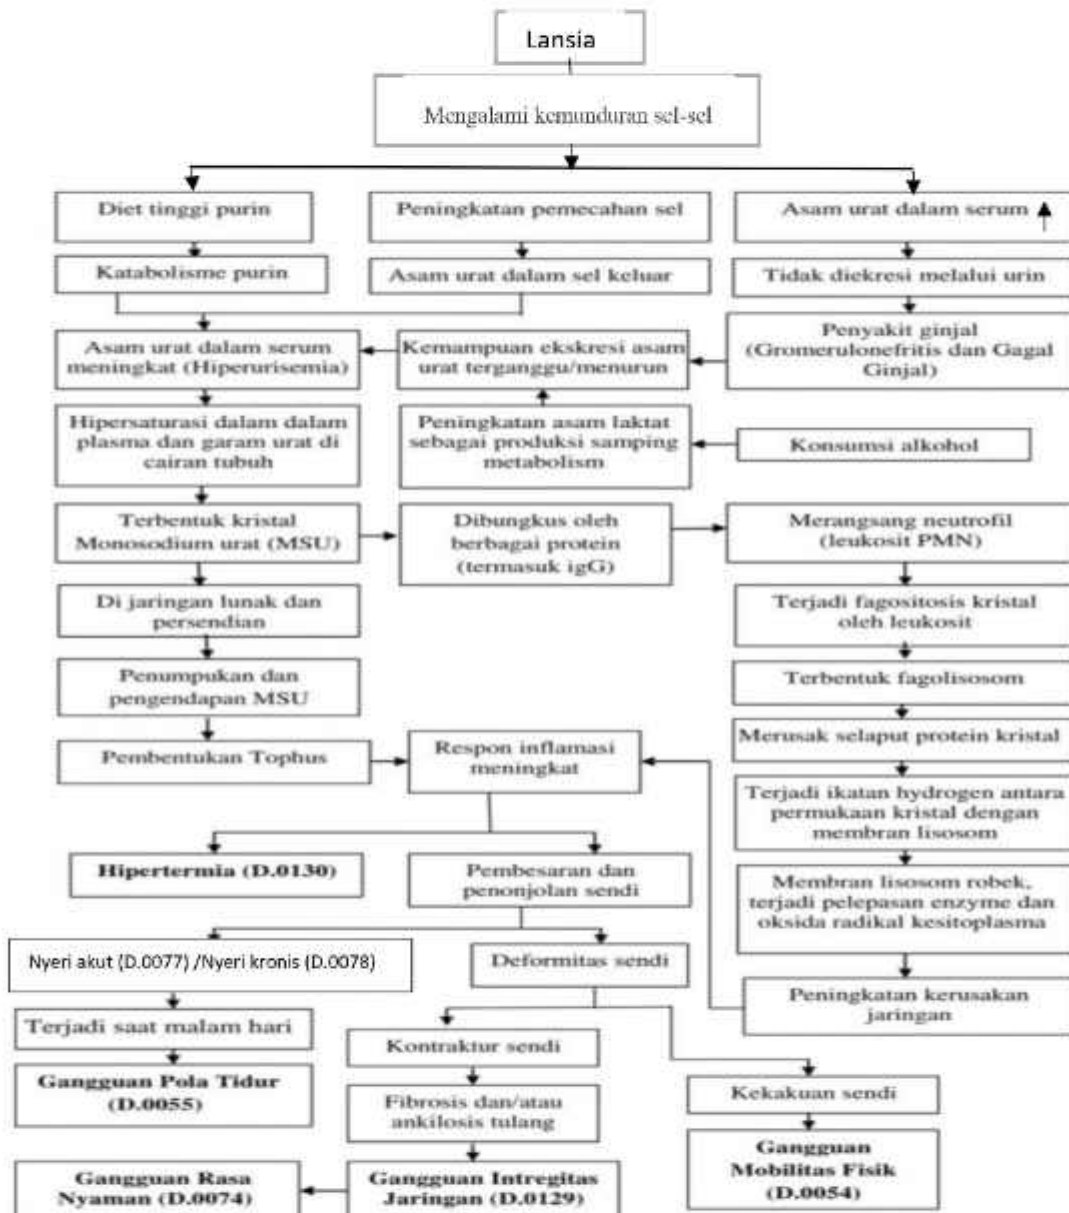 Lansia
Mengalami kemunduran sel-sel
Diet tinggi purin
Peningkatan pemecahan sel
Asam urat dalam serum
Katabolisme purin
Asam urat dalam sel keluar
Tidak diekresi melalui urin
Asam urat dalam serum
meningkat (Hiperurisemia)
Kemampuan ekskresi asam
urat terganggu/menurun
Penyakit ginjal
(Gromerulonefritis dan Gagal
Ginjal)
Hipersaturasi dalam dalam
plasma dan garam urat di
cairan tubuh
Peningkatan asam laktat
sebagai produksi samping
metabolism
Konsumsi alkohol
Terbentuk kristal
Monosodium urat (MSU)
Dibungkus oleh
berbagai protein
(termasuk igG)
Merangsang neutrofil
(leukosit PMN)
Di jaringan lunak dan
persendian
Terjadi fagositosis kristal
oleh leukosit
Penumpukan dan
pengendapan MSU
Terbentuk fagolisosom
Pembentukan Tophus
Respon inflamasi
meningkat
Merusak selaput protein kristal
Terjadi ikatan hydrogen antara
permukaan kristal dengan
membran lisosom
Hipertermia (D.0130)
Pembesaran dan
penonjolan sendi
Membran lisosom robek,
terjadi pelepasan enzyme dan
oksida radikal kesitoplasma
Nyeri akut (D.0077) /Nyeri kronis (D.0078)
Deformitas sendi
Peningkatan kerusakan
jaringan
Terjadi saat malam hari
Kontraktur sendi
Gangguan Pola Tidur
(D.0055)
Fibrosis dan/atau
ankilosis tulang
Kekakuan sendi
Gangguan Rasa
Nyaman (D.0074)
Gangguan Intregitas
Jaringan (D.0129)
Gangguan
Mobilitas Fisik
(D.0054)